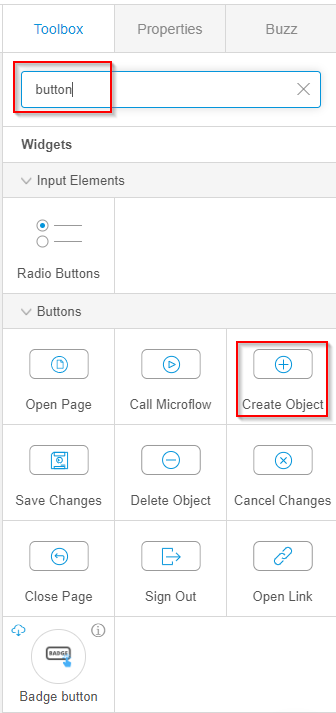 Toolbox Properties Buzz
button
Widgets
Input Elements
Radio Buttons
Buttons
Open Page Call Microflow Create Object
Save Changes Delete Object Cancel Changes
Close Page Sign Out Open Link
BADGE
Badge button